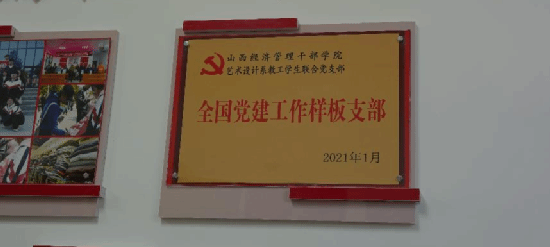 山西经济管理干部学院
艺术设计系教工学生联合党支部
全国党建工作样板支部
2021年1月